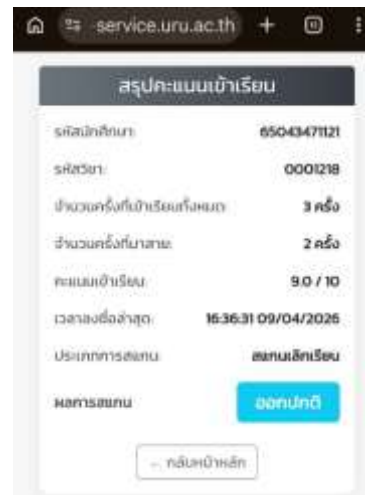 service.uru.ac.th
สรุปคะแนนเข้าเรียน
รหัสนักศึกษา: 65043471121
รหัสวิชา: 0001218
จำนวนครั้งที่เข้าเรียนทั้งหมด: 3 ครั้ง
จำนวนครั้งที่มาสาย: 2 ครั้ง
คะแนนเข้าเรียน: 9.0 / 10
เวลาลงชื่อล่าสุด: 16:36:31 09/04/2026
ประเภทการสแกน: สแกนเลิกเรียน
ผลการสแกน ออกปกติ
← กลับหน้าหลัก